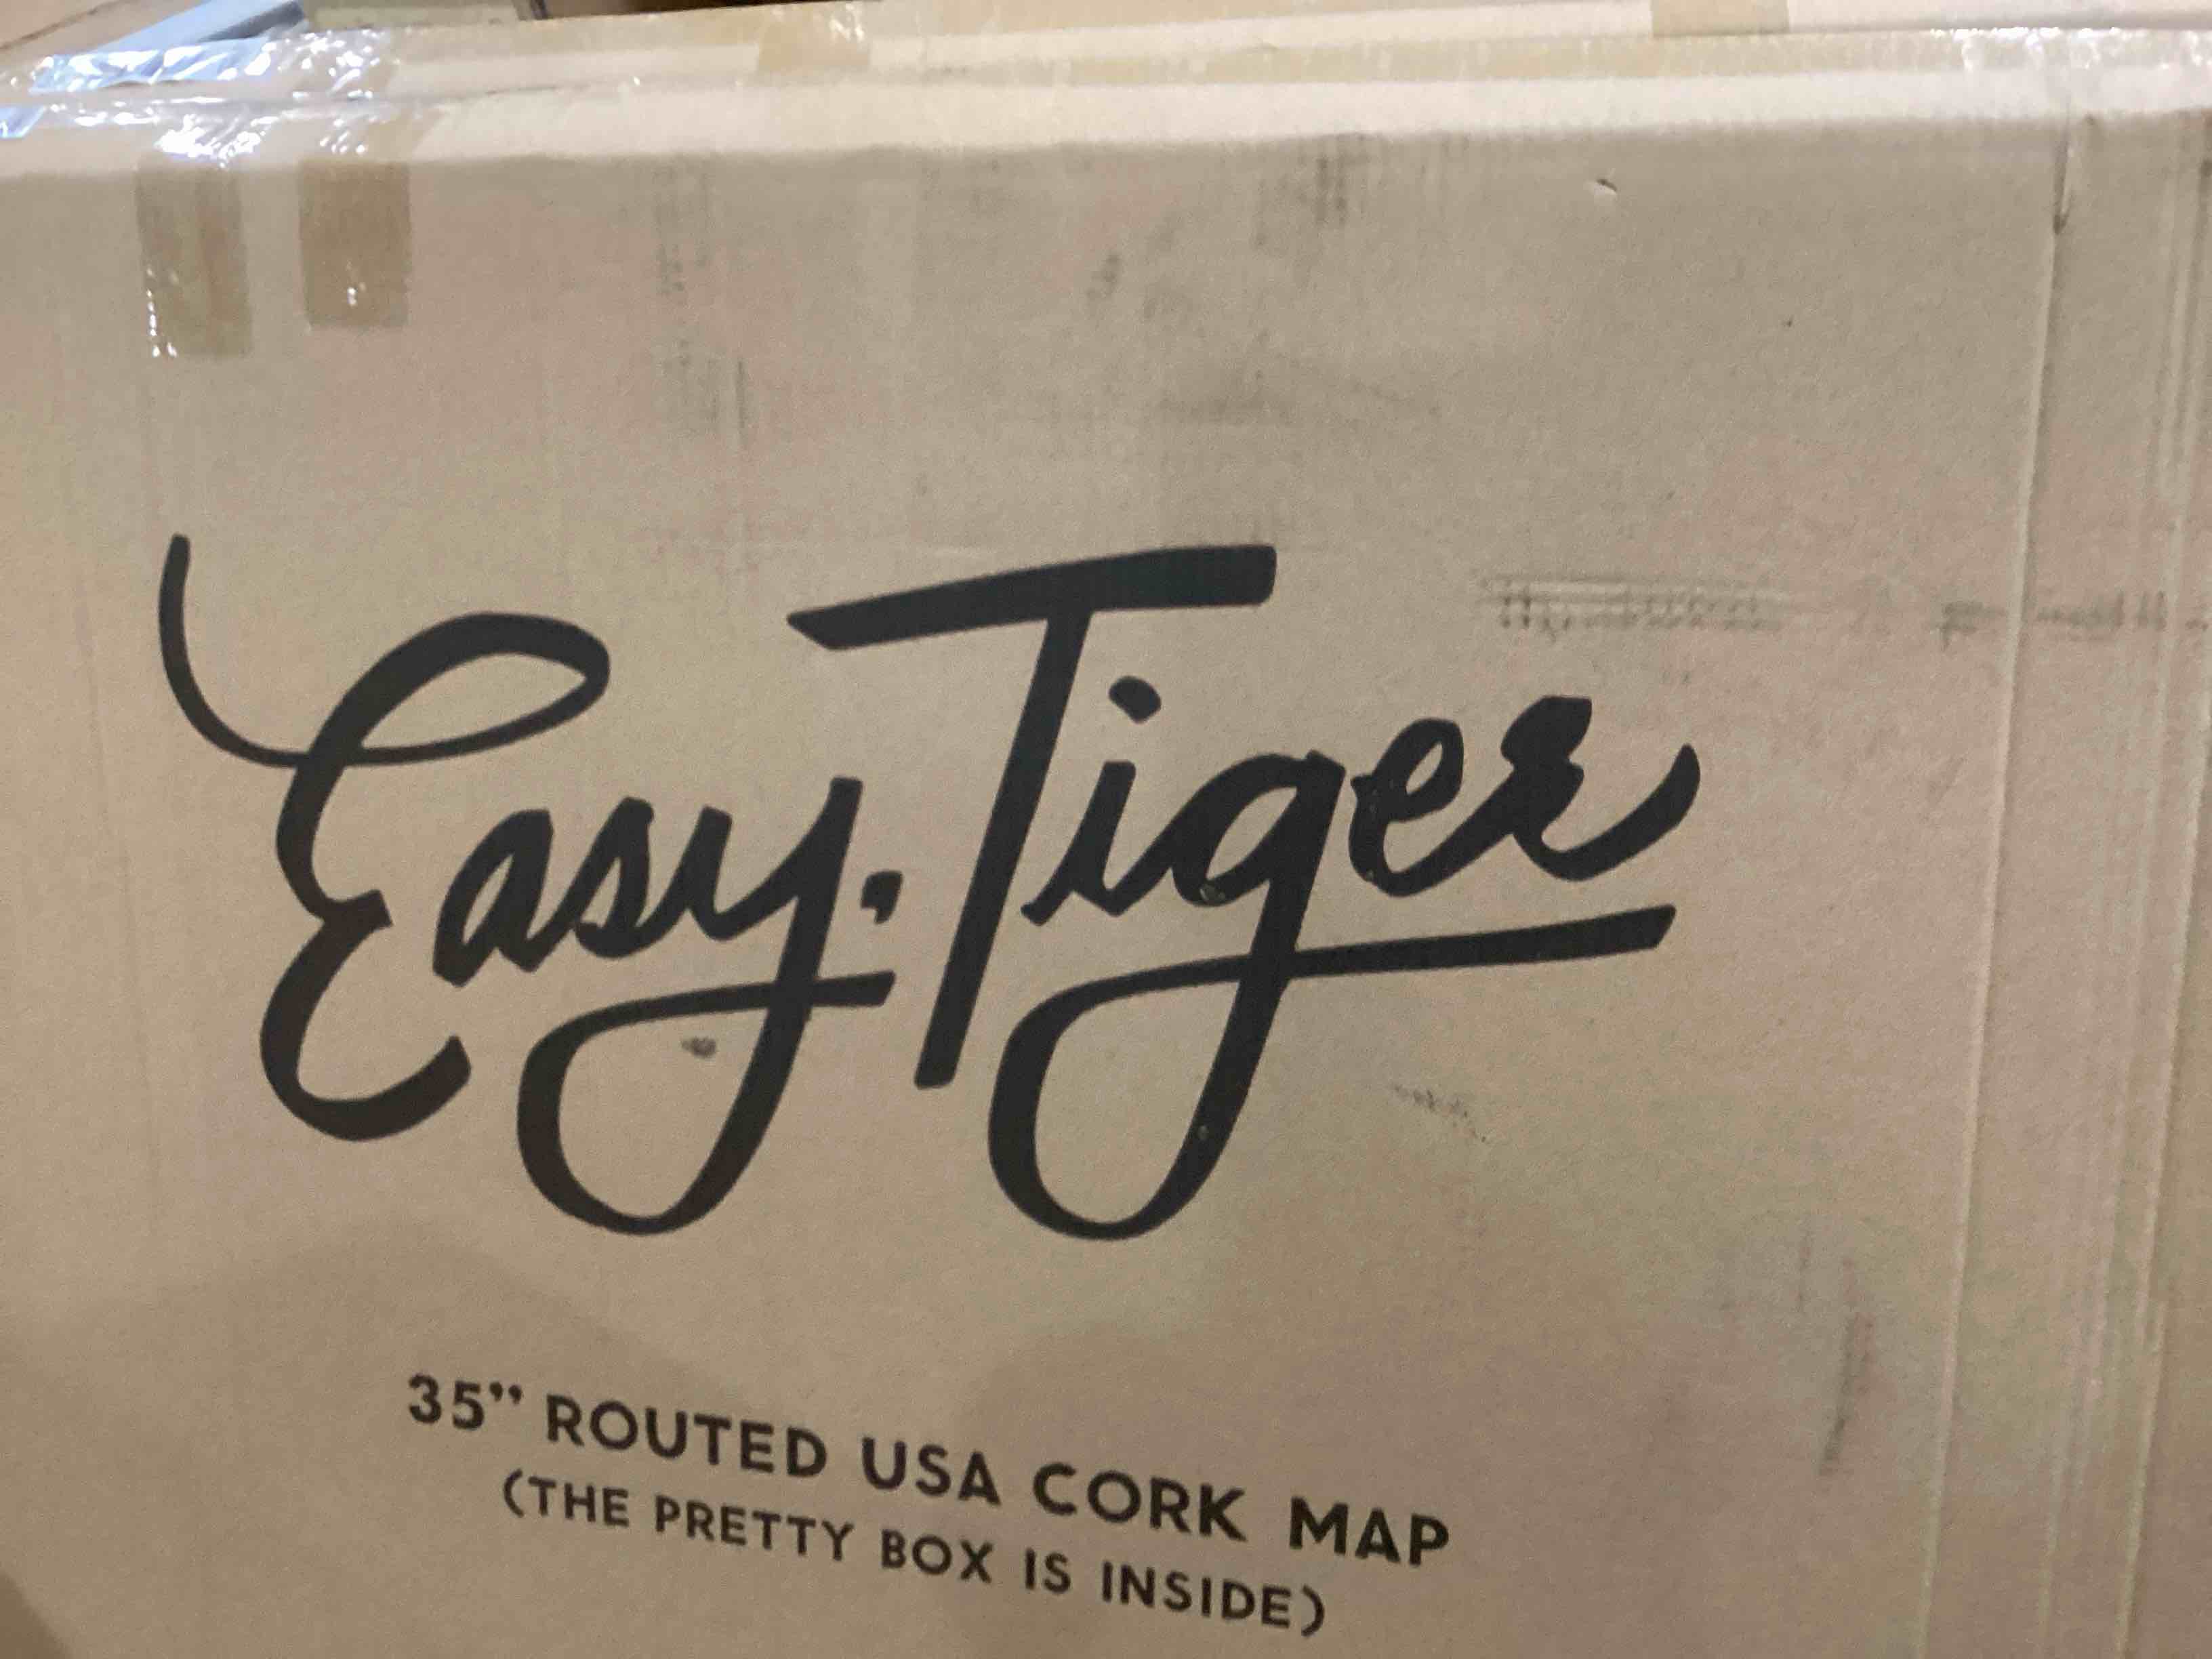 Easy, Tiger
35” ROUTED USA CORK MAP
(THE PRETTY BOX IS INSIDE)